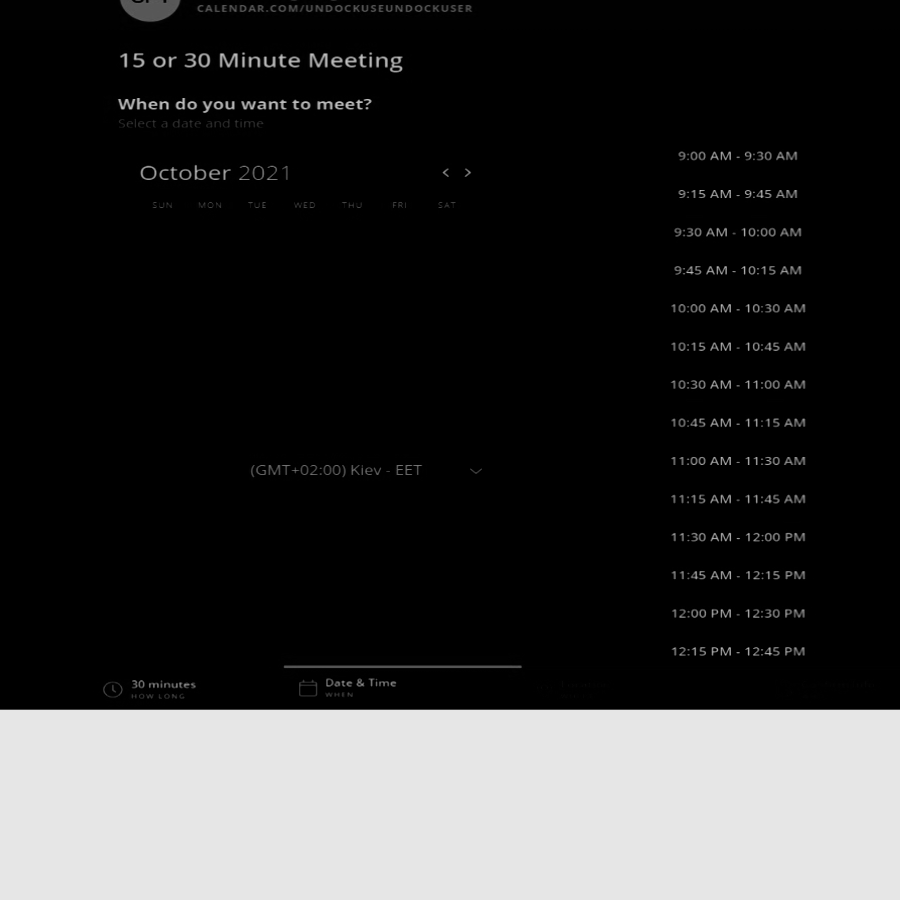 CALENDAR.COM/UNDOCKUSEUNDOCKUSER
15 or 30 Minute Meeting
When do you want to meet?
Select a date and time
October 2021
SUN MON TUE WED THU FRI SAT
(GMT+02:00) Kiev - EET
9:00 AM - 9:30 AM
9:15 AM - 9:45 AM
9:30 AM - 10:00 AM
9:45 AM - 10:15 AM
10:00 AM - 10:30 AM
10:15 AM - 10:45 AM
10:30 AM - 11:00 AM
10:45 AM - 11:15 AM
11:00 AM - 11:30 AM
11:15 AM - 11:45 AM
11:30 AM - 12:00 PM
11:45 AM - 12:15 PM
12:00 PM - 12:30 PM
12:15 PM - 12:45 PM
30 minutes
HOW LONG
Date & Time
WHEN